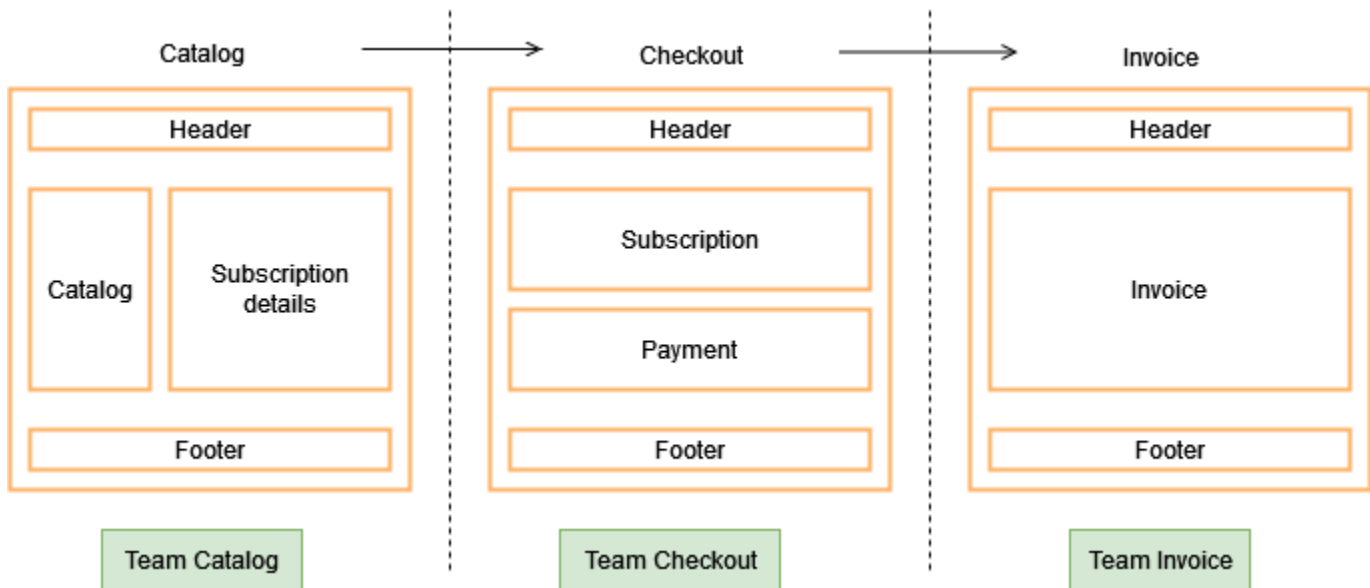 Catalog
Checkout
Invoice
Header
Header
Header
Catalog
Subscription
details
Subscription
Payment
Invoice
Footer
Footer
Footer
Team Catalog
Team Checkout
Team Invoice